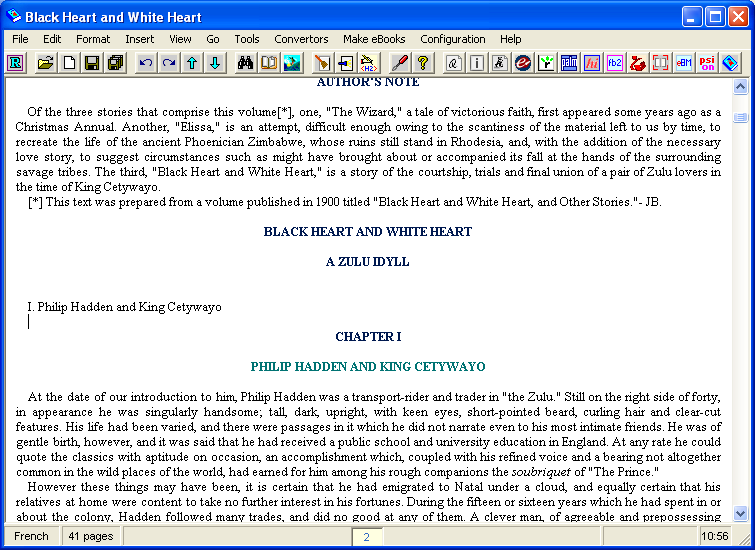 Black Heart and White Heart
File Edit Format Insert View Go Tools Convertors Make eBooks Configuration Help
R <H2> ? a i e hi fb2 eBM psi on
AUTHOR'S NOTE
Of the three stories that comprise this volume[*], one, "The Wizard," a tale of victorious faith, first appeared some years ago as a
Christmas Annual. Another, "Elissa," is an attempt, difficult enough owing to the scantiness of the material left to us by time, to
recreate the life of the ancient Phoenician Zimbabwe, whose ruins still stand in Rhodesia, and, with the addition of the necessary
love story, to suggest circumstances such as might have brought about or accompanied its fall at the hands of the surrounding
savage tribes. The third, "Black Heart and White Heart," is a story of the courtship, trials and final union of a pair of Zulu lovers in
the time of King Cetywayo.
[*] This text was prepared from a volume published in 1900 titled "Black Heart and White Heart, and Other Stories."- JB.
BLACK HEART AND WHITE HEART
A ZULU IDYLL
I. Philip Hadden and King Cetywayo
CHAPTER I
PHILIP HADDEN AND KING CETYWAYO
At the date of our introduction to him, Philip Hadden was a transport-rider and trader in "the Zulu." Still on the right side of forty,
in appearance he was singularly handsome; tall, dark, upright, with keen eyes, short-pointed beard, curling hair and clear-cut
features. His life had been varied, and there were passages in it which he did not narrate even to his most intimate friends. He was of
gentle birth, however, and it was said that he had received a public school and university education in England. At any rate he could
quote the classics with aptitude on occasion, an accomplishment which, coupled with his refined voice and a bearing not altogether
common in the wild places of the world, had earned for him among his rough companions the soubriquet of "The Prince."
However these things may have been, it is certain that he had emigrated to Natal under a cloud, and equally certain that his
relatives at home were content to take no further interest in his fortunes. During the fifteen or sixteen years which he had spent in or
about the colony, Hadden followed many trades, and did no good at any of them. A clever man, of agreeable and prepossessing
French 41 pages 2 10:56